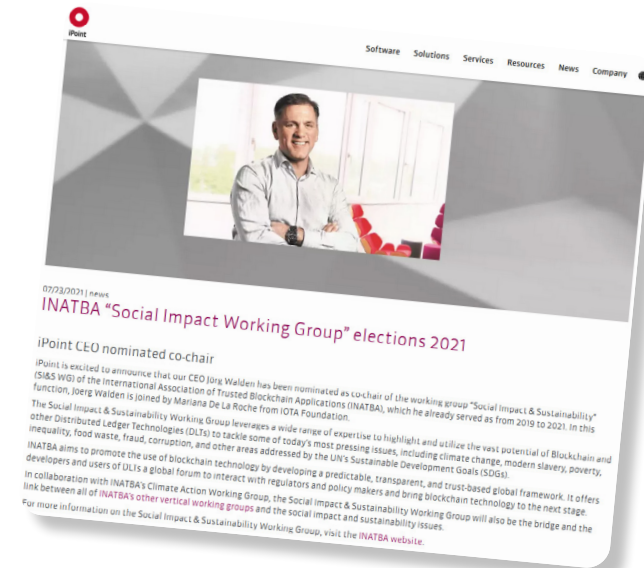 iPoint
Software Solutions Services Resources News Company
07/23/2021 | news
INATBA “Social Impact Working Group” elections 2021
iPoint CEO nominated co-chair
iPoint is excited to announce that our CEO Jörg Walden has been nominated as co-chair of the working group “Social Impact & Sustainability”
(SI&S WG) of the International Association of Trusted Blockchain Applications (INATBA), which he already served as from 2019 to 2021. In this
function, Joerg Walden is joined by Mariana De La Roche from IOTA Foundation.
The Social Impact & Sustainability Working Group leverages a wide range of expertise to highlight and utilize the vast potential of Blockchain and
other Distributed Ledger Technologies (DLTs) to tackle some of today's most pressing issues, including climate change, modern slavery, poverty,
inequality, food waste, fraud, corruption, and other areas addressed by the UN's Sustainable Development Goals (SDGs).
INATBA aims to promote the use of blockchain technology by developing a predictable, transparent, and trust-based global framework. It offers
developers and users of DLTs a global forum to interact with regulators and policy makers and bring blockchain technology to the next stage.
In collaboration with INATBA's Climate Action Working Group, the Social Impact & Sustainability Working Group will also be the bridge and the
link between all of INATBA's other vertical working groups and the social impact and sustainability issues.
For more information on the Social Impact & Sustainability Working Group, visit the INATBA website.